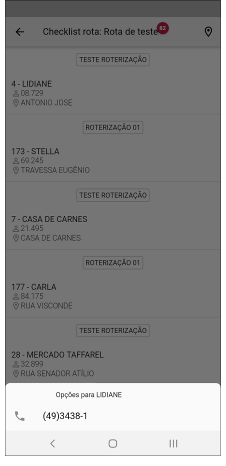 Checklist rota: Rota de teste 82
TESTE ROTERIZAÇÃO
4 - LIDIANE
08.729
ANTONIO JOSE
ROTERIZAÇÃO 01
173 - STELLA
69.245
TRAVESSA EUGÊNIO
TESTE ROTERIZAÇÃO
7 - CASA DE CARNES
21.495
CASA DE CARNES
ROTERIZAÇÃO 01
177 - CARLA
84.175
RUA VISCONDE
TESTE ROTERIZAÇÃO
28 - MERCADO TAFFAREL
32.899
RUA SENADOR ATÍLIO
Opções para LIDIANE
(49)3438-1